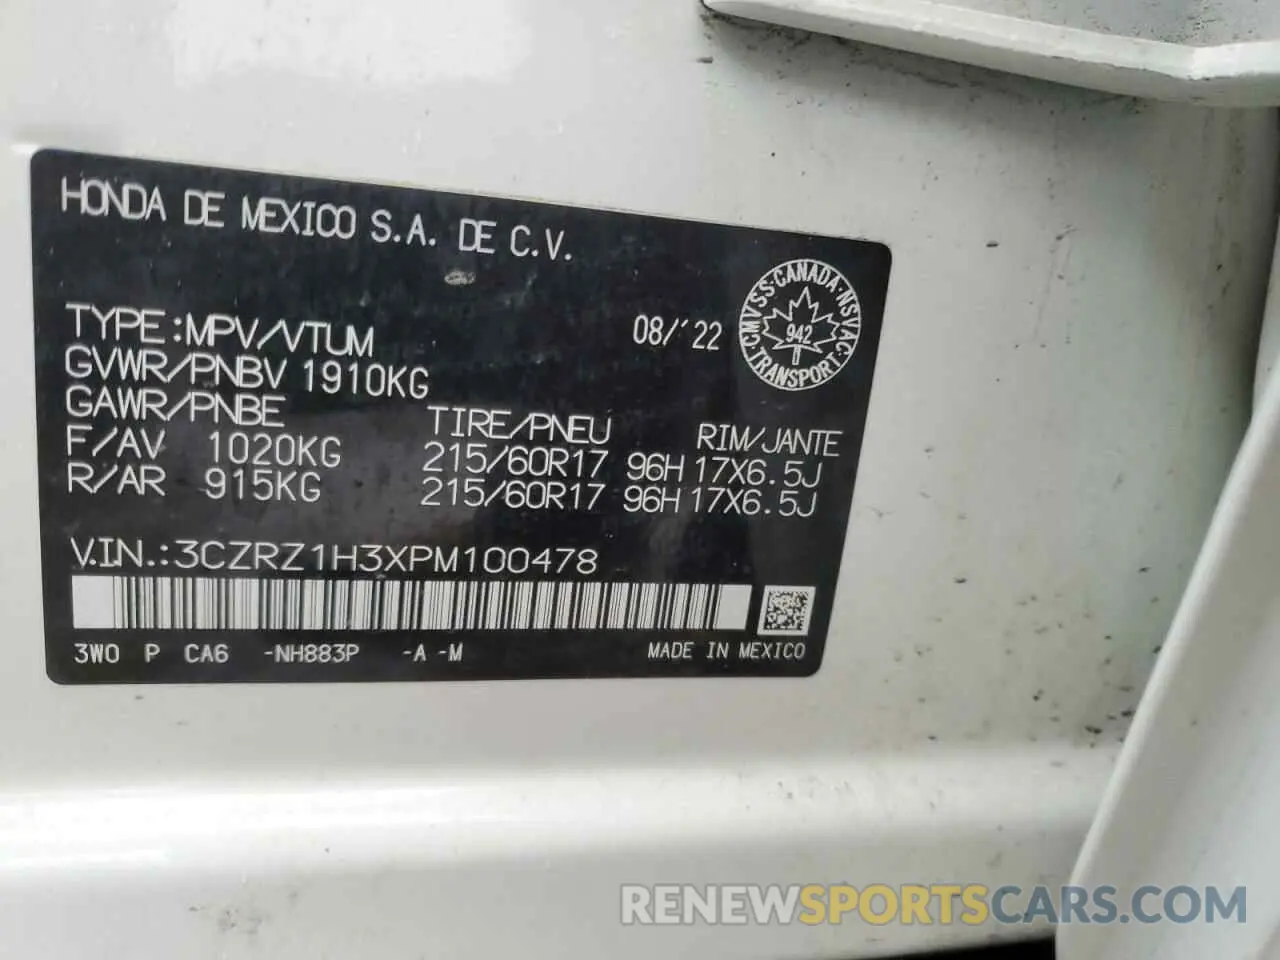 HONDA DE MEXICO S.A. DE C.V.
08/'22
CMVSS·CANADA·NSVAC·TRANSPORT·
942
TYPE:MPV/VTUM
GVWR/PNBV 1910KG
GAWR/PNBE TIRE/PNEU RIM/JANTE
F/AV 1020KG 215/60R17 96H 17X6.5J
R/AR 915KG 215/60R17 96H 17X6.5J
V.I.N.:3CZRZ1H3XPM100478
3W0 P CA6 -NH883P -A -M MADE IN MEXICO
RENEWSPORTSCARS.COM